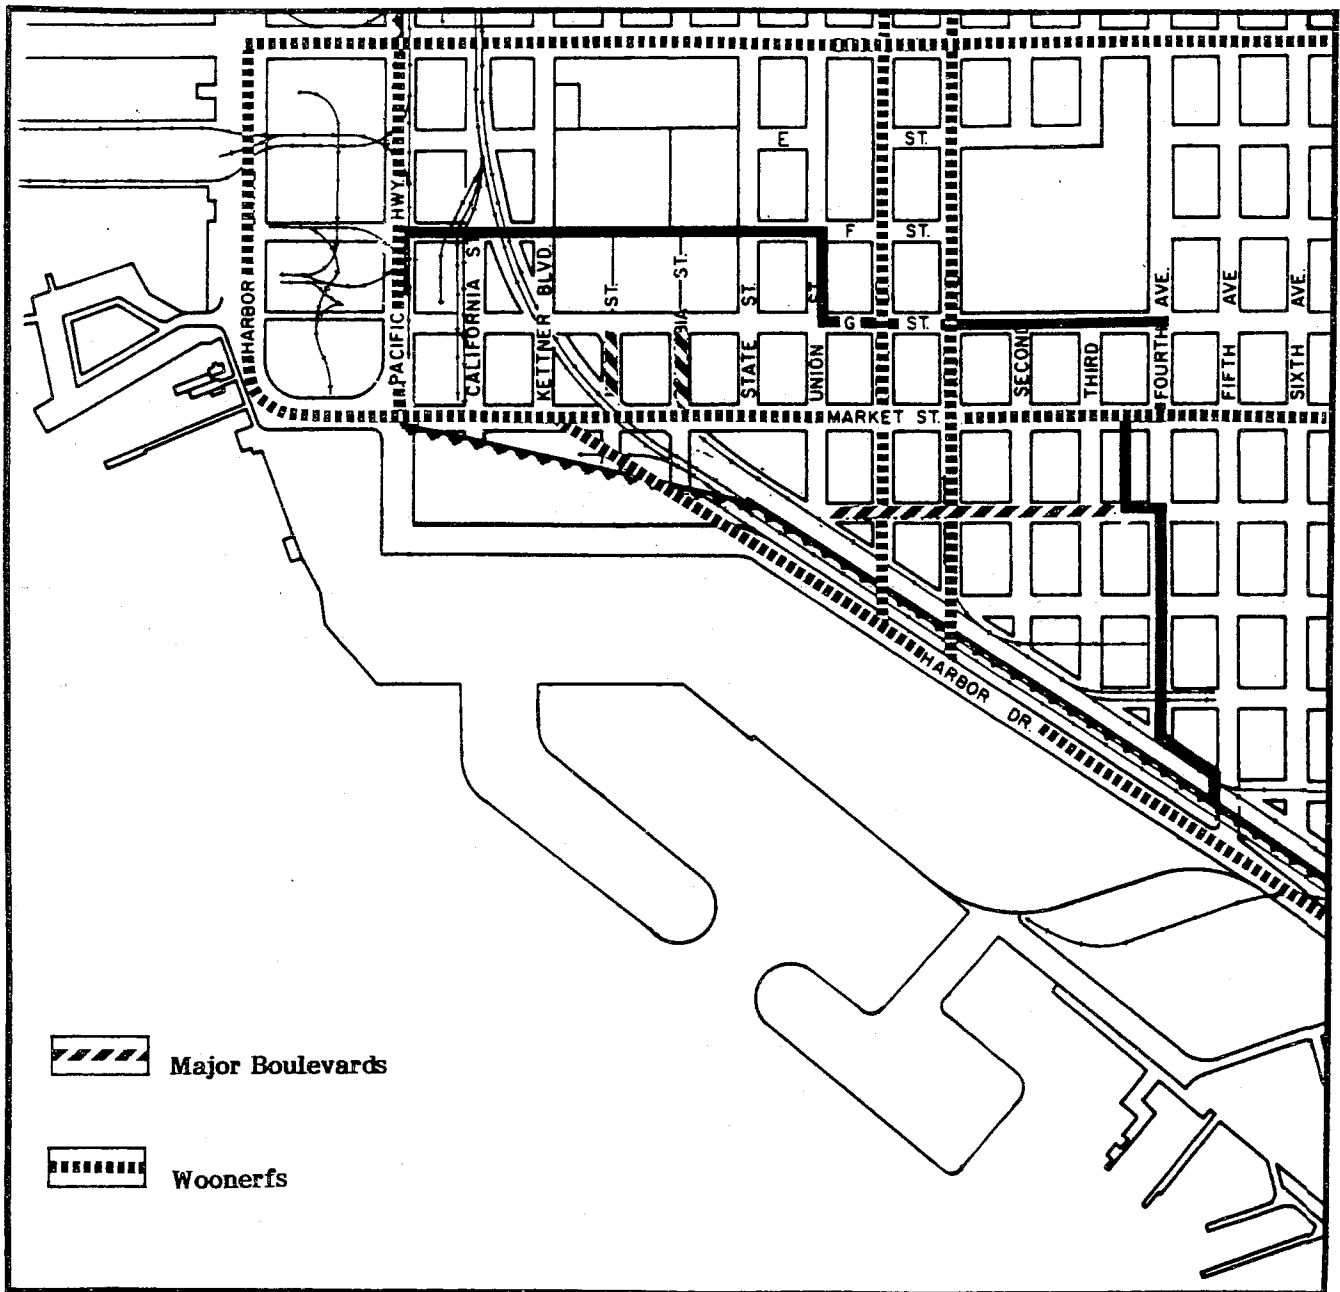 E ST.
F ST.
G ST.
HARBOR
PACIFIC HWY.
CALIFORNIA S
KETTNER BLVD.
ST.
ST.
STATE ST.
UNION ST.
SECOND
THIRD
FOURTH AVE.
FIFTH AVE
SIXTH AVE.
MARKET ST.
HARBOR DR.
Major Boulevards
Woonerfs